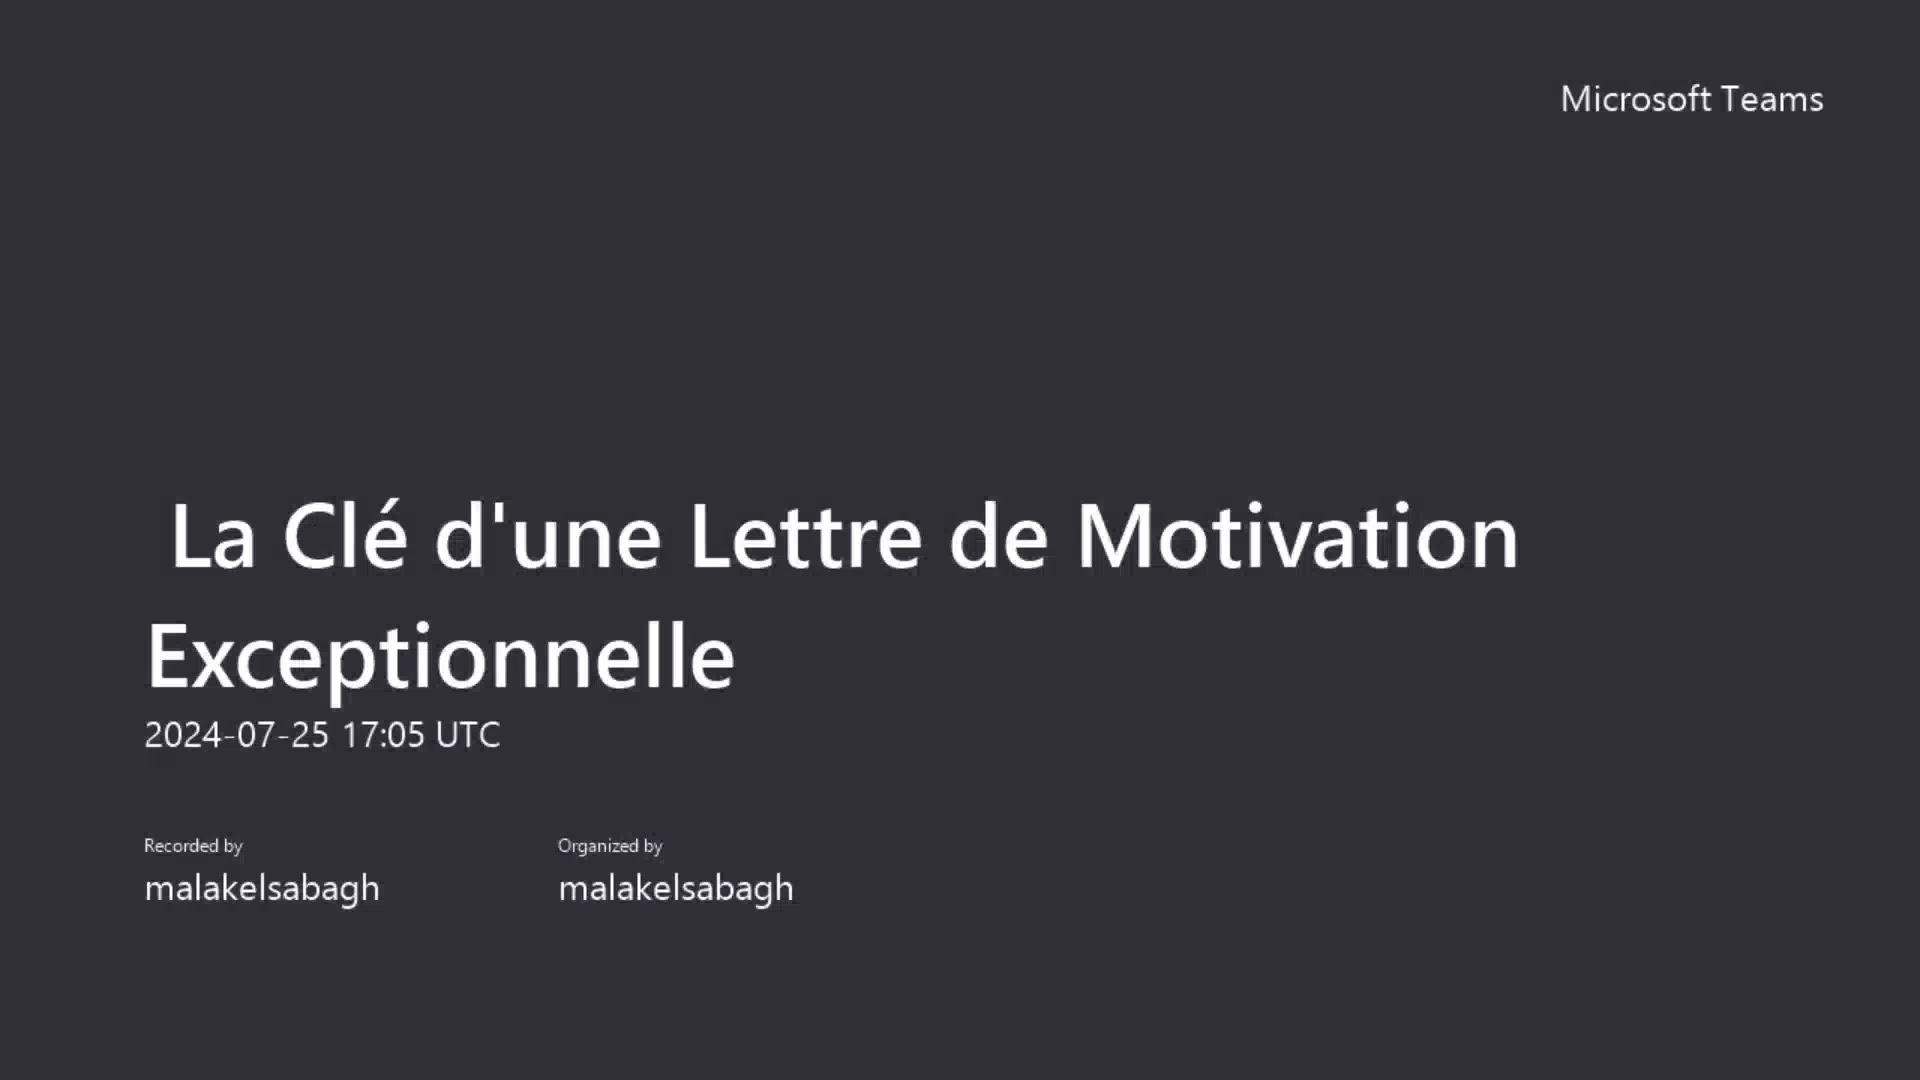 Microsoft Teams
La Clé d'une Lettre de Motivation
Exceptionnelle
2024-07-25 17:05 UTC
Recorded by
malakelsabagh
Organized by
malakelsabagh